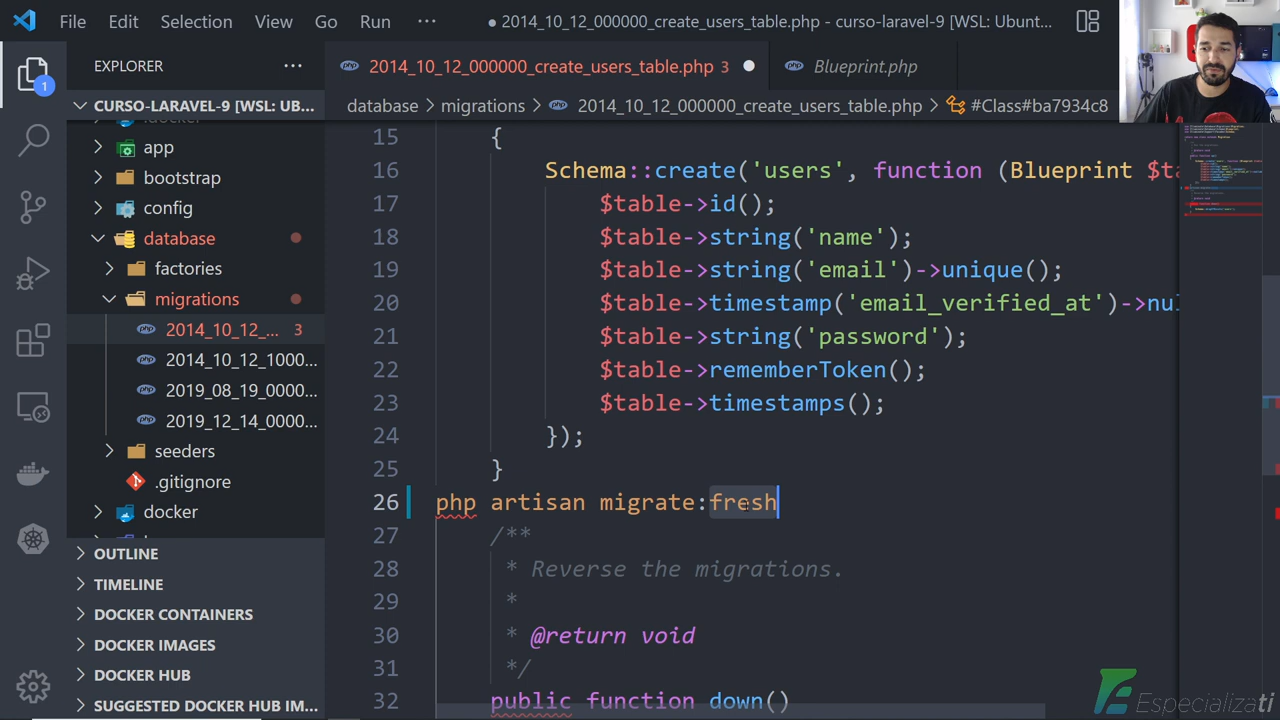 File Edit Selection View Go Run ··· 2014_10_12_000000_create_users_table.php - curso-laravel-9 [WSL: Ubunt...
EXPLORER ···
2014_10_12_000000_create_users_table.php 3
Blueprint.php
CURSO-LARAVEL-9 [WSL: UB...
database > migrations > 2014_10_12_000000_create_users_table.php > #Class#ba7934c8
.docker
app
bootstrap
config
database
factories
migrations
2014_10_12_... 3
2014_10_12_1000...
2019_08_19_0000...
2019_12_14_0000...
seeders
.gitignore
docker
OUTLINE
TIMELINE
DOCKER CONTAINERS
DOCKER IMAGES
DOCKER HUB
SUGGESTED DOCKER HUB IM...
1
15 {
16 Schema::create('users', function (Blueprint $ta
17 $table->id();
18 $table->string('name');
19 $table->string('email')->unique();
20 $table->timestamp('email_verified_at')->nul
21 $table->string('password');
22 $table->rememberToken();
23 $table->timestamps();
24 });
25 }
26 php artisan migrate:fresh
27 /**
28 * Reverse the migrations.
29 *
30 * @return void
31 */
32 public function down()
Especializati